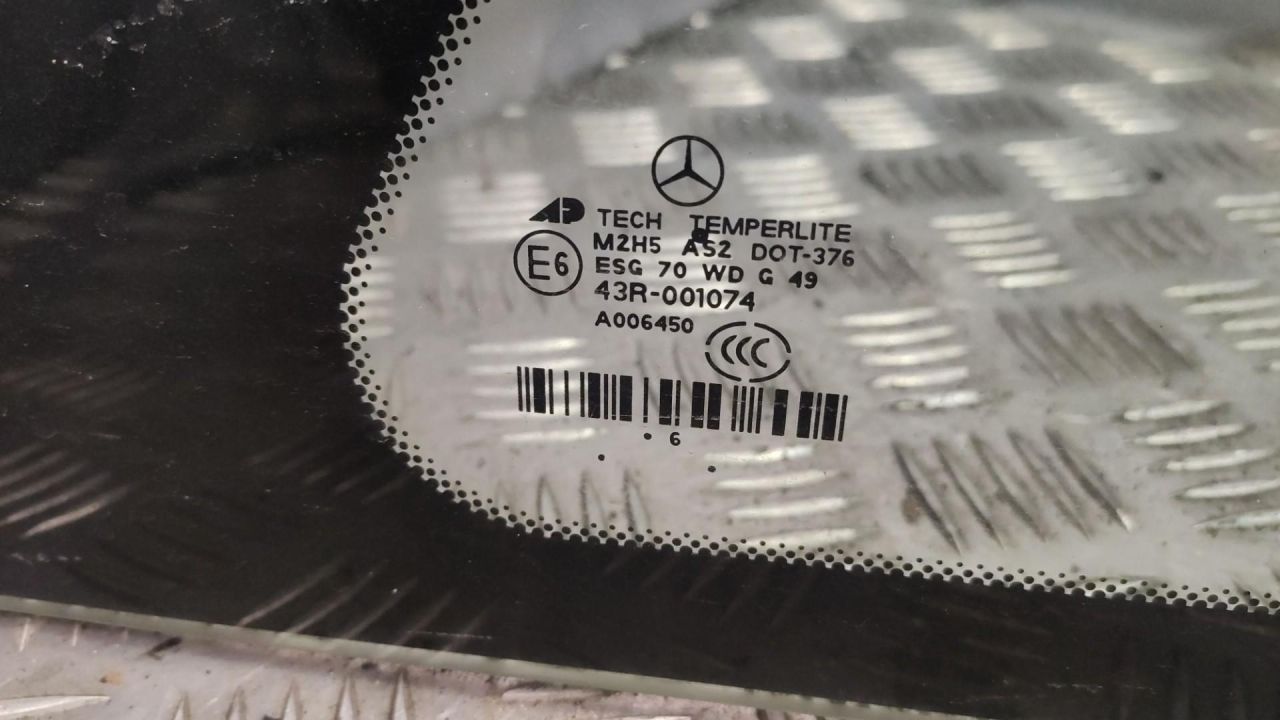 AP TECH TEMPERLITE
M2H5 AS2 DOT-376
E6
ESG 70 WD G 49
43R-001074
A006450
CCC
. 6